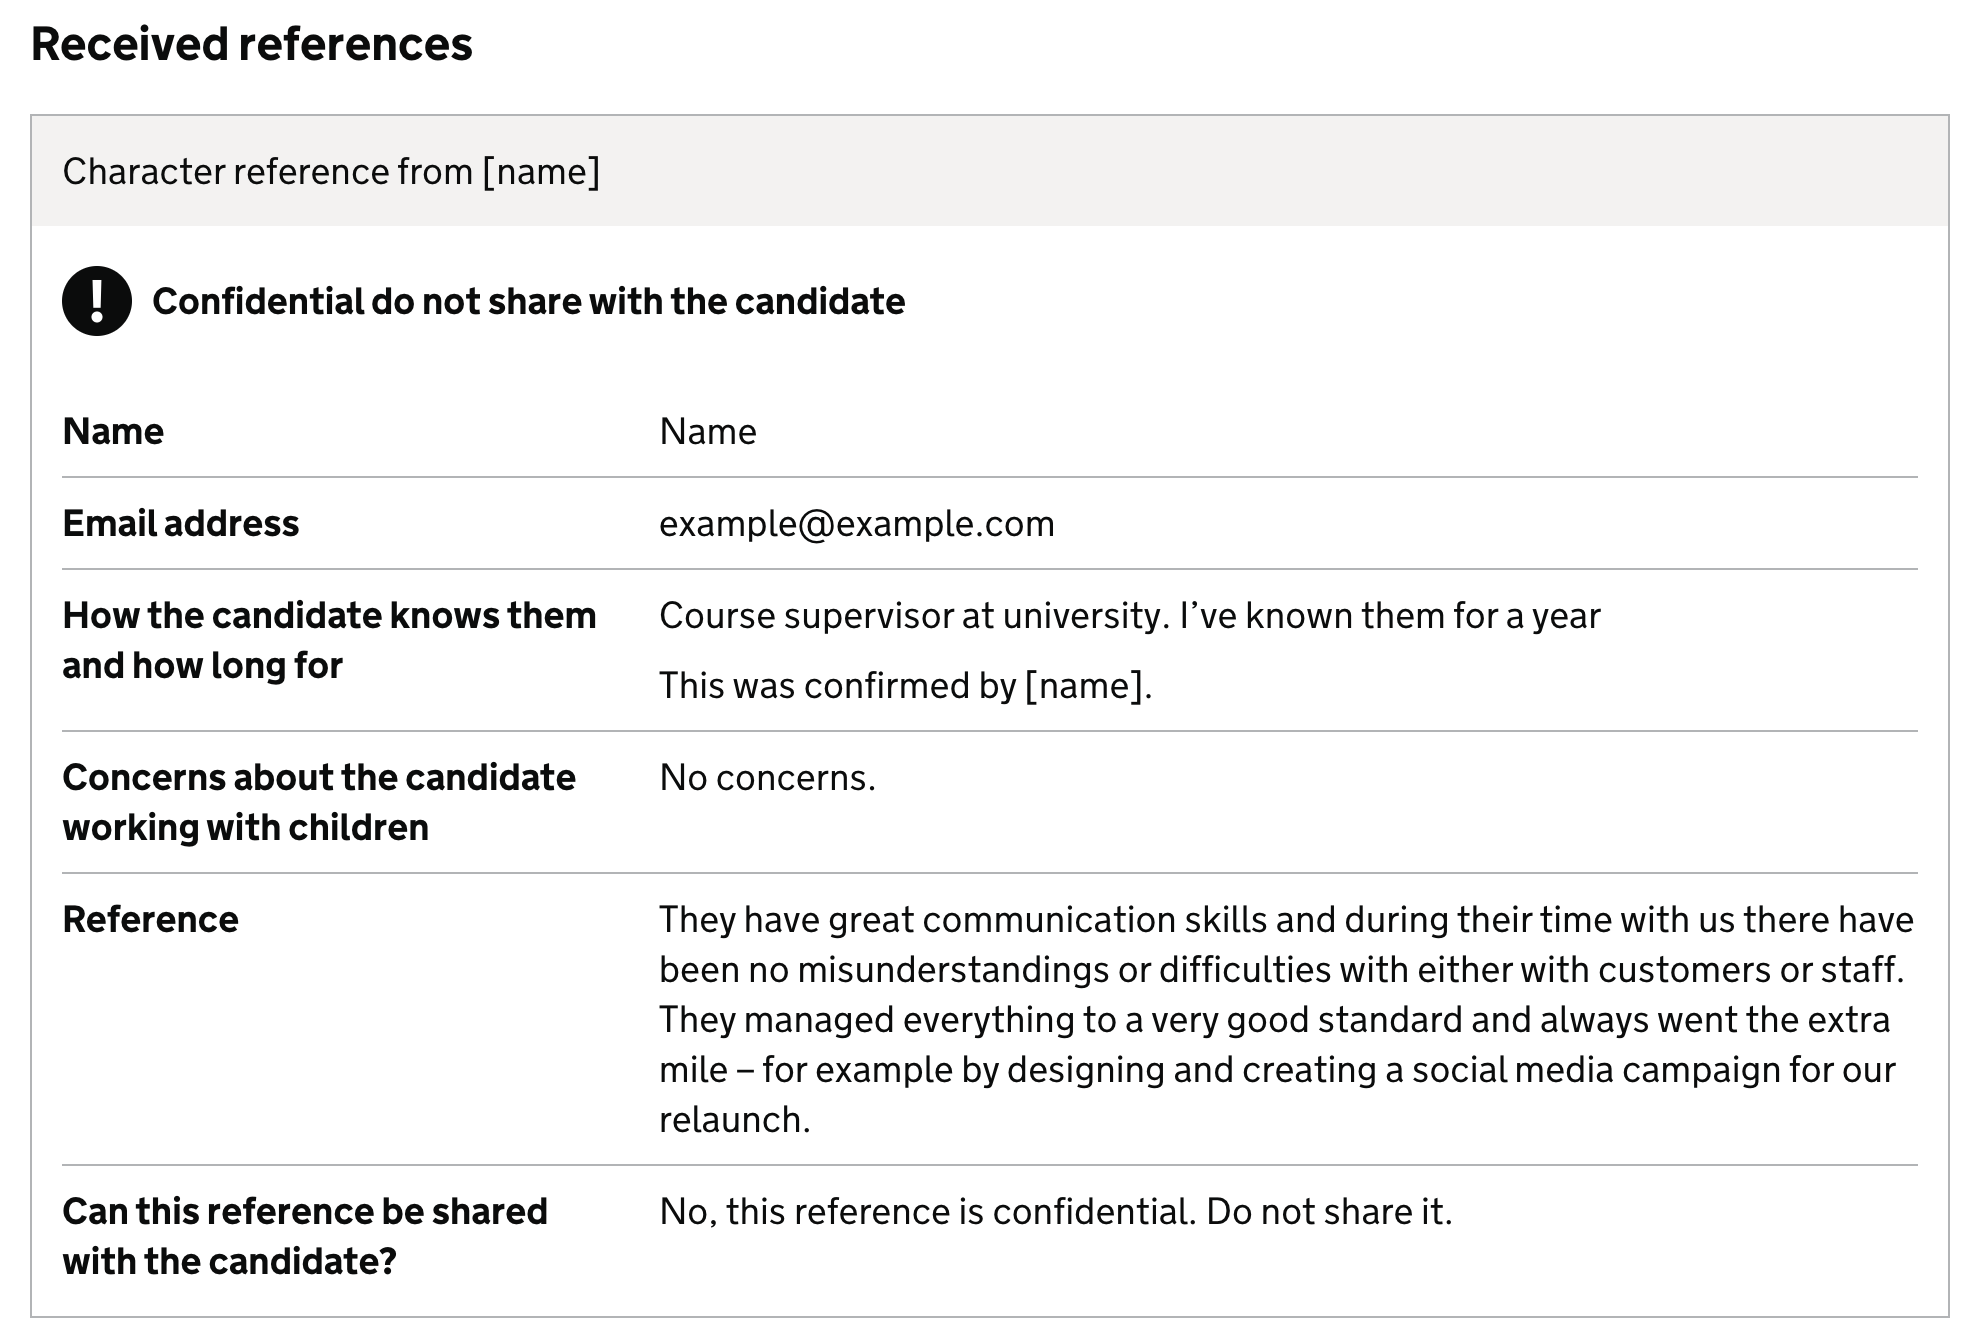 Received references
Character reference from [name]
! Confidential do not share with the candidate
Name Name
Email address example@example.com
How the candidate knows them Course supervisor at university. I’ve known them for a year
and how long for
This was confirmed by [name].
Concerns about the candidate No concerns.
working with children
Reference They have great communication skills and during their time with us there have
been no misunderstandings or difficulties with either with customers or staff.
They managed everything to a very good standard and always went the extra
mile – for example by designing and creating a social media campaign for our
relaunch.
Can this reference be shared No, this reference is confidential. Do not share it.
with the candidate?